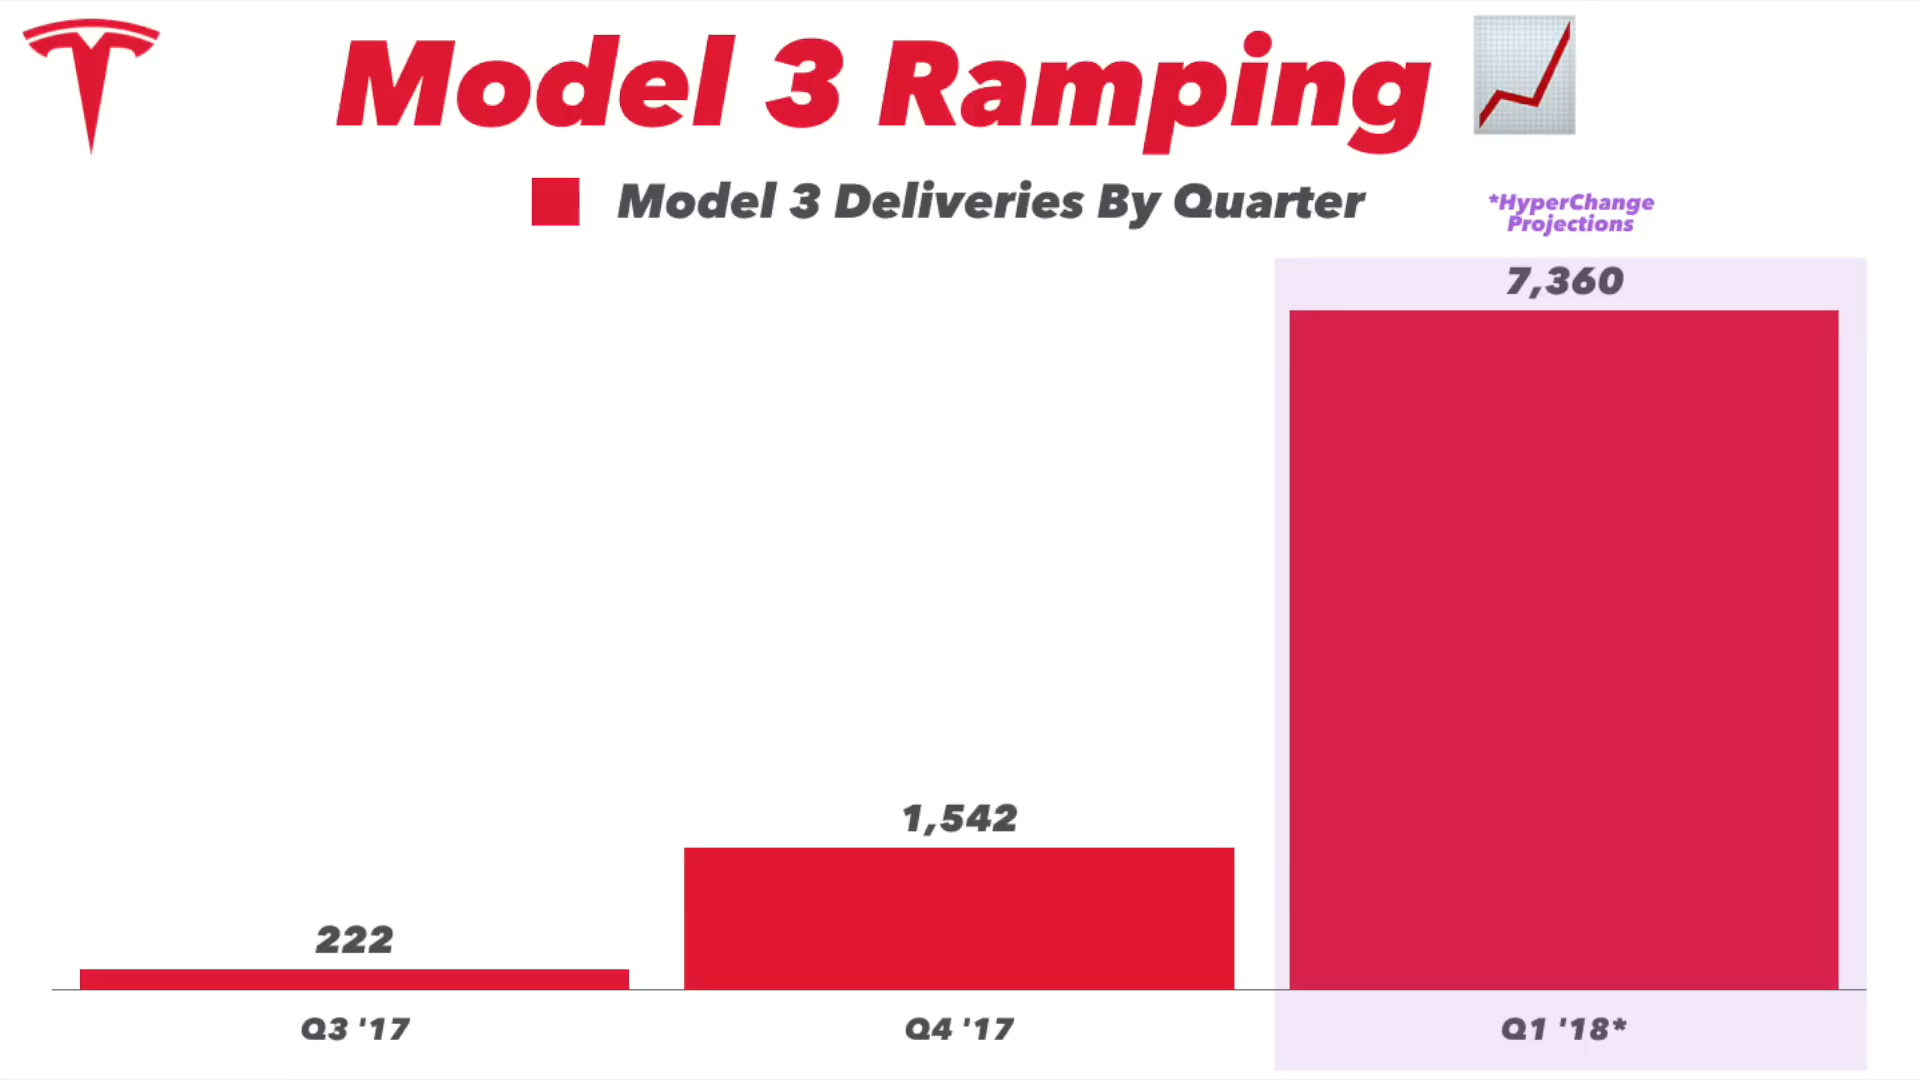 Model 3 Ramping
Model 3 Deliveries By Quarter
*HyperChange
Projections
7,360
1,542
222
Q3 '17
Q4 '17
Q1 '18*